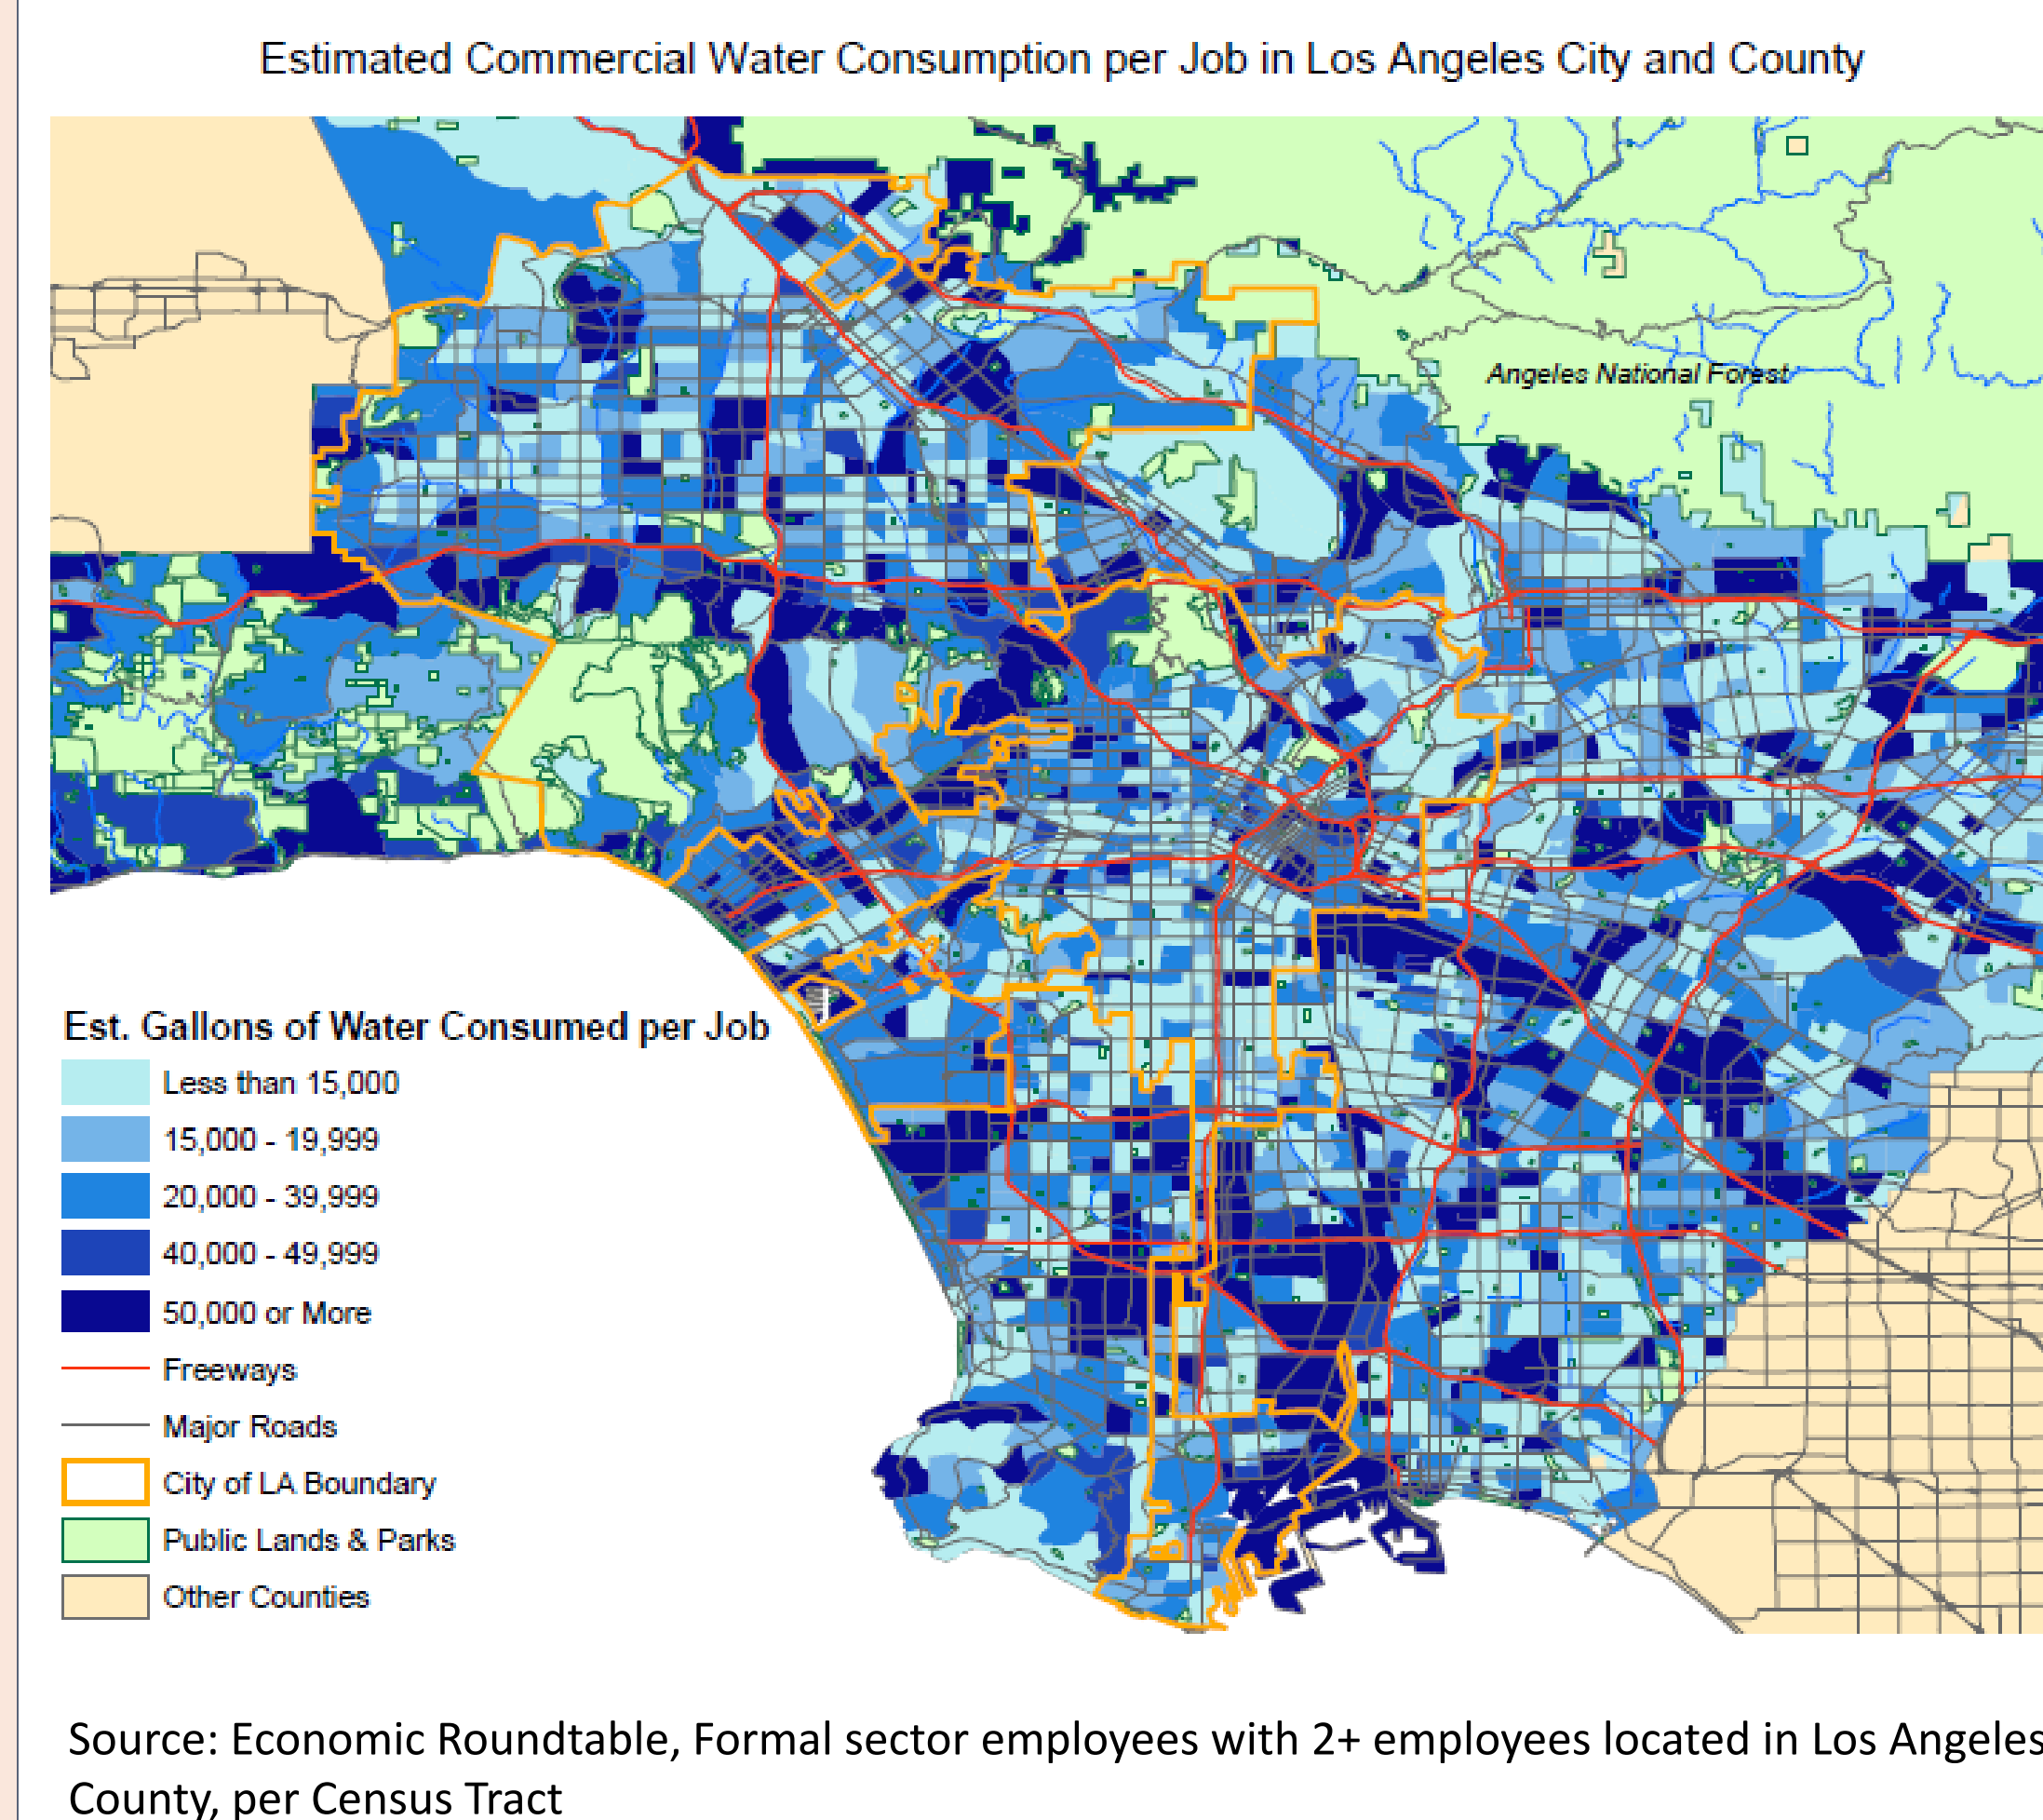 Estimated Commercial Water Consumption per Job in Los Angeles City and County
Angeles National Forest
Est. Gallons of Water Consumed per Job
Less than 15,000
15,000 - 19,999
20,000 - 39,999
40,000 - 49,999
50,000 or More
Freeways
Major Roads
City of LA Boundary
Public Lands & Parks
Other Counties
Source: Economic Roundtable, Formal sector employees with 2+ employees located in Los Angeles
County, per Census Tract